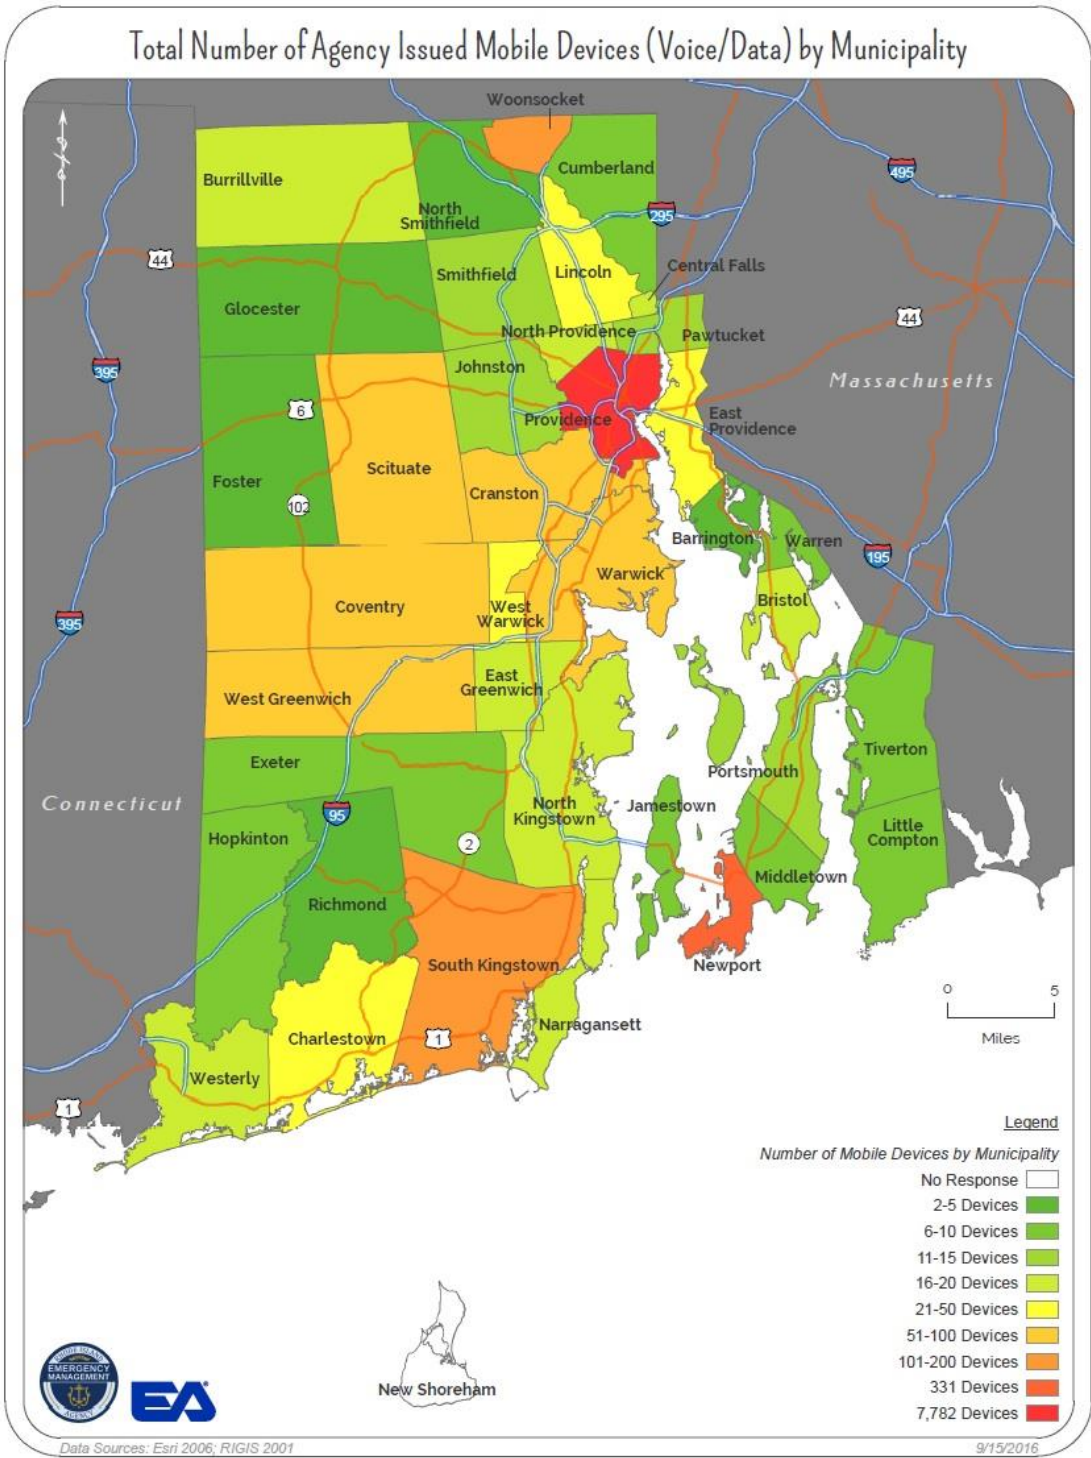 Total Number of Agency Issued Mobile Devices (Voice/Data) by Municipality
Woonsocket
Cumberland
495
Burrillville
North
Smithfield
295
44
Smithfield
Lincoln
Central Falls
Glocester
44
North Providence
Pawtucket
395
Johnston
Massachusetts
6
Providence
East
Providence
Scituate
Foster
Cranston
102
Barrington
Warren
195
Warwick
Coventry
West
Warwick
Bristol
395
East
Greenwich
West Greenwich
Tiverton
Exeter
Portsmouth
Connecticut
North
Kingstown
Jamestown
95
Little
Compton
Hopkinton
2
Middletown
Richmond
South Kingstown
Newport
0
5
Miles
Narragansett
Charlestown
1
Westerly
1
Legend
Number of Mobile Devices by Municipality
No Response
2-5 Devices
6-10 Devices
11-15 Devices
16-20 Devices
21-50 Devices
51-100 Devices
101-200 Devices
331 Devices
7,782 Devices
RHODE ISLAND
EMERGENCY
MANAGEMENT
AGENCY
EA
New Shoreham
Data Sources: Esri 2006; RIGIS 2001
9/15/2016